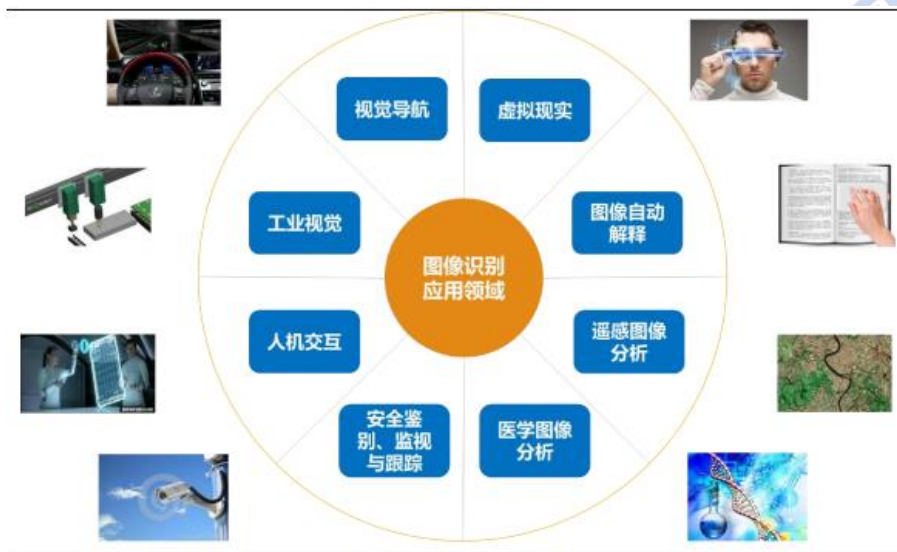 视觉导航
虚拟现实
工业视觉
图像自动
解释
图像识别
应用领域
人机交互
遥感图像
分析
安全鉴
别、监视
与跟踪
医学图像
分析